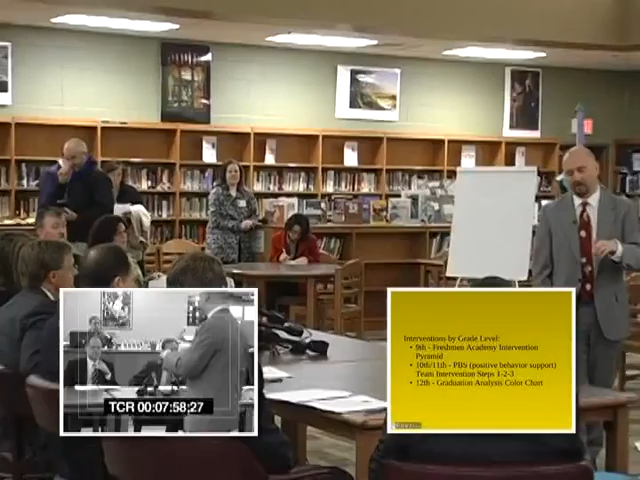 Interventions by Grade Level:
• 9th - Freshmen Academy Intervention
Pyramid
• 10th/11th - PBS (positive behavior support)
Team Intervention Steps 1-2-3
• 12th - Graduation Analysis Color Chart
TCR 00:07:58:27